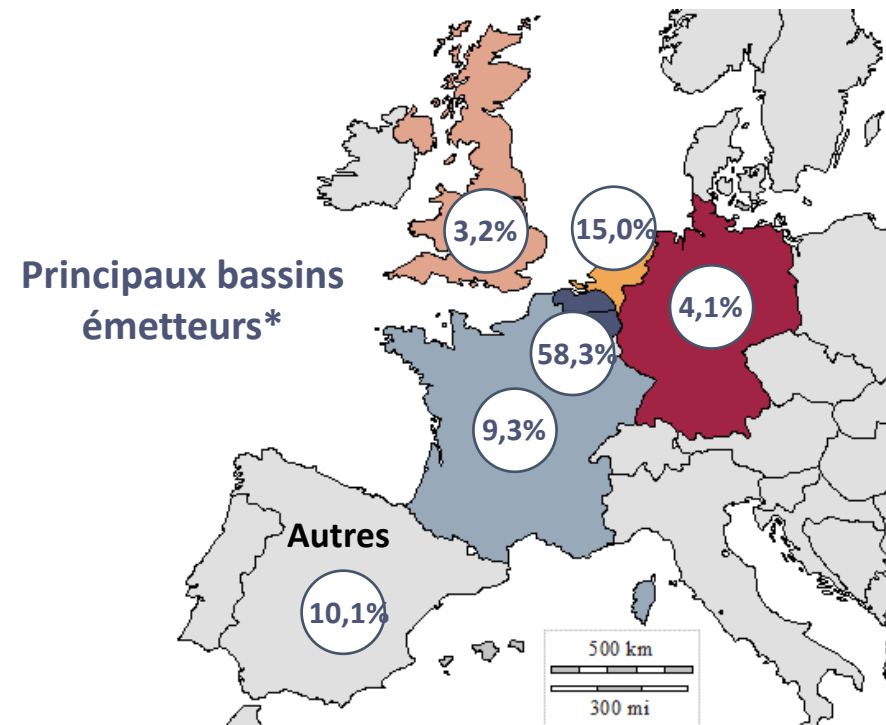 Principaux bassins
émetteurs*
3,2%
15,0%
4,1%
58,3%
9,3%
Autres
10,1%
500 km
300 mi